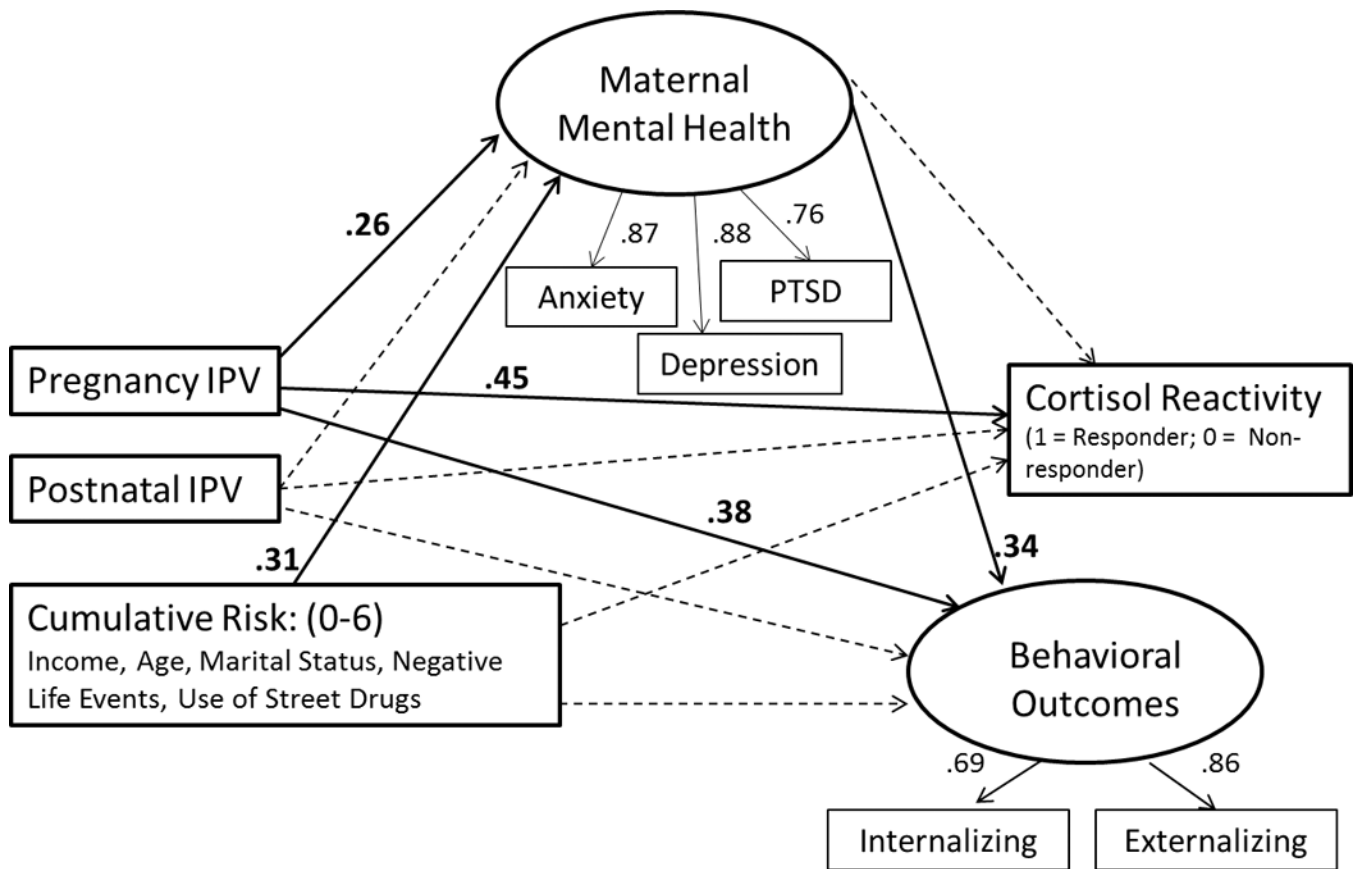 Maternal
Mental Health
.26
.87
.88
.76
Anxiety
PTSD
Depression
Pregnancy IPV
.45
Cortisol Reactivity
(1 = Responder; 0 = Non-
responder)
Postnatal IPV
.38
.31
.34
Cumulative Risk: (0-6)
Income, Age, Marital Status, Negative
Life Events, Use of Street Drugs
Behavioral
Outcomes
.69
.86
Internalizing
Externalizing